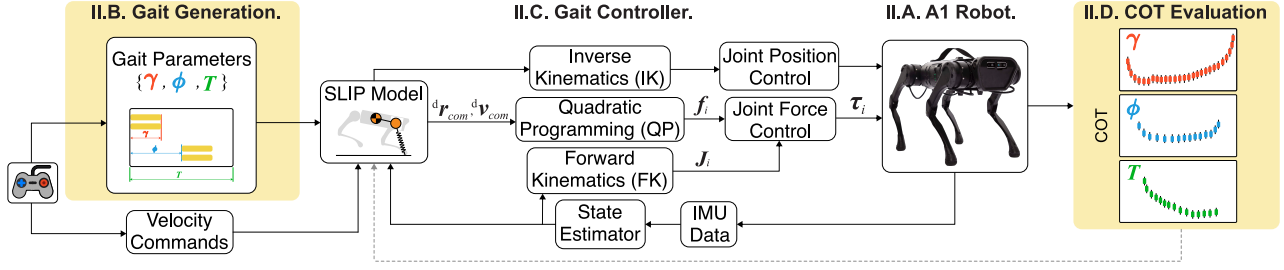 II.B. Gait Generation.
Gait Parameters
{γ, ϕ, T}
γ
ϕ
T
Velocity
Commands
SLIP Model
II.C. Gait Controller.
Inverse
Kinematics (IK)
Joint Position
Control
ᵈr_com, ᵈv_com
Quadratic
Programming (QP)
f_i
Joint Force
Control
τ_i
Forward
Kinematics (FK)
J_i
State
Estimator
IMU
Data
II.A. A1 Robot.
II.D. COT Evaluation
COT
γ
ϕ
T